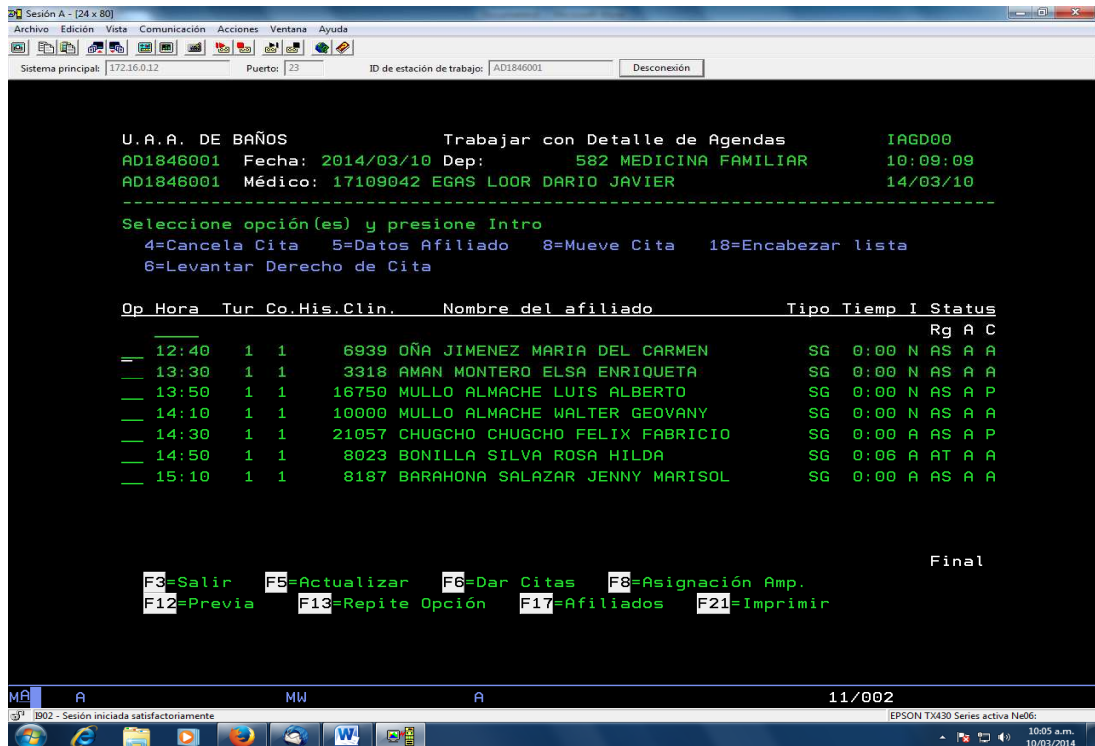 Sesión A - [24 x 80]
Archivo Edición Vista Comunicación Acciones Ventana Ayuda
Sistema principal: 172.16.0.12 Puerto: 23 ID de estación de trabajo: AD1846001 Desconexión
U.A.A. DE BAÑOS Trabajar con Detalle de Agendas IAGD00
AD1846001 Fecha: 2014/03/10 Dep: 582 MEDICINA FAMILIAR 10:09:09
AD1846001 Médico: 17109042 EGAS LOOR DARIO JAVIER 14/03/10
Seleccione opción(es) y presione Intro
4=Cancela Cita 5=Datos Afiliado 8=Mueve Cita 18=Encabezar lista
6=Levantar Derecho de Cita
Op Hora Tur Co.His.Clin. Nombre del afiliado Tipo Tiemp I Status
Rg A C
12:40 1 1 6939 OÑA JIMENEZ MARIA DEL CARMEN SG 0:00 N AS A A
13:30 1 1 3318 AMAN MONTERO ELSA ENRIQUETA SG 0:00 N AS A A
13:50 1 1 16750 MULLO ALMACHE LUIS ALBERTO SG 0:00 N AS A P
14:10 1 1 10000 MULLO ALMACHE WALTER GEOVANY SG 0:00 N AS A A
14:30 1 1 21057 CHUGCHO CHUGCHO FELIX FABRICIO SG 0:00 A AS A P
14:50 1 1 8023 BONILLA SILVA ROSA HILDA SG 0:06 A AT A A
15:10 1 1 8187 BARAHONA SALAZAR JENNY MARISOL SG 0:00 A AS A A
Final
F3=Salir F5=Actualizar F6=Dar Citas F8=Asignación Amp.
F12=Previa F13=Repite Opción F17=Afiliados F21=Imprimir
MA A MW A 11/002
I902 - Sesión iniciada satisfactoriamente EPSON TX430 Series activa Ne06:
10:05 a.m.
10/03/2014